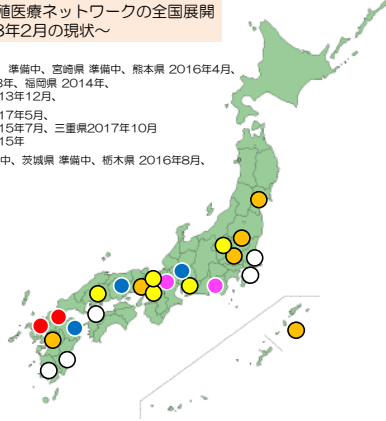 殖医療ネットワークの全国展開
8年2月の現状～
準備中、宮崎県 準備中、熊本県 2016年4月、
8年、福岡県 2014年、
013年12月、
17年5月、
15年7月、三重県2017年10月
15年
中、茨城県 準備中、栃木県 2016年8月、